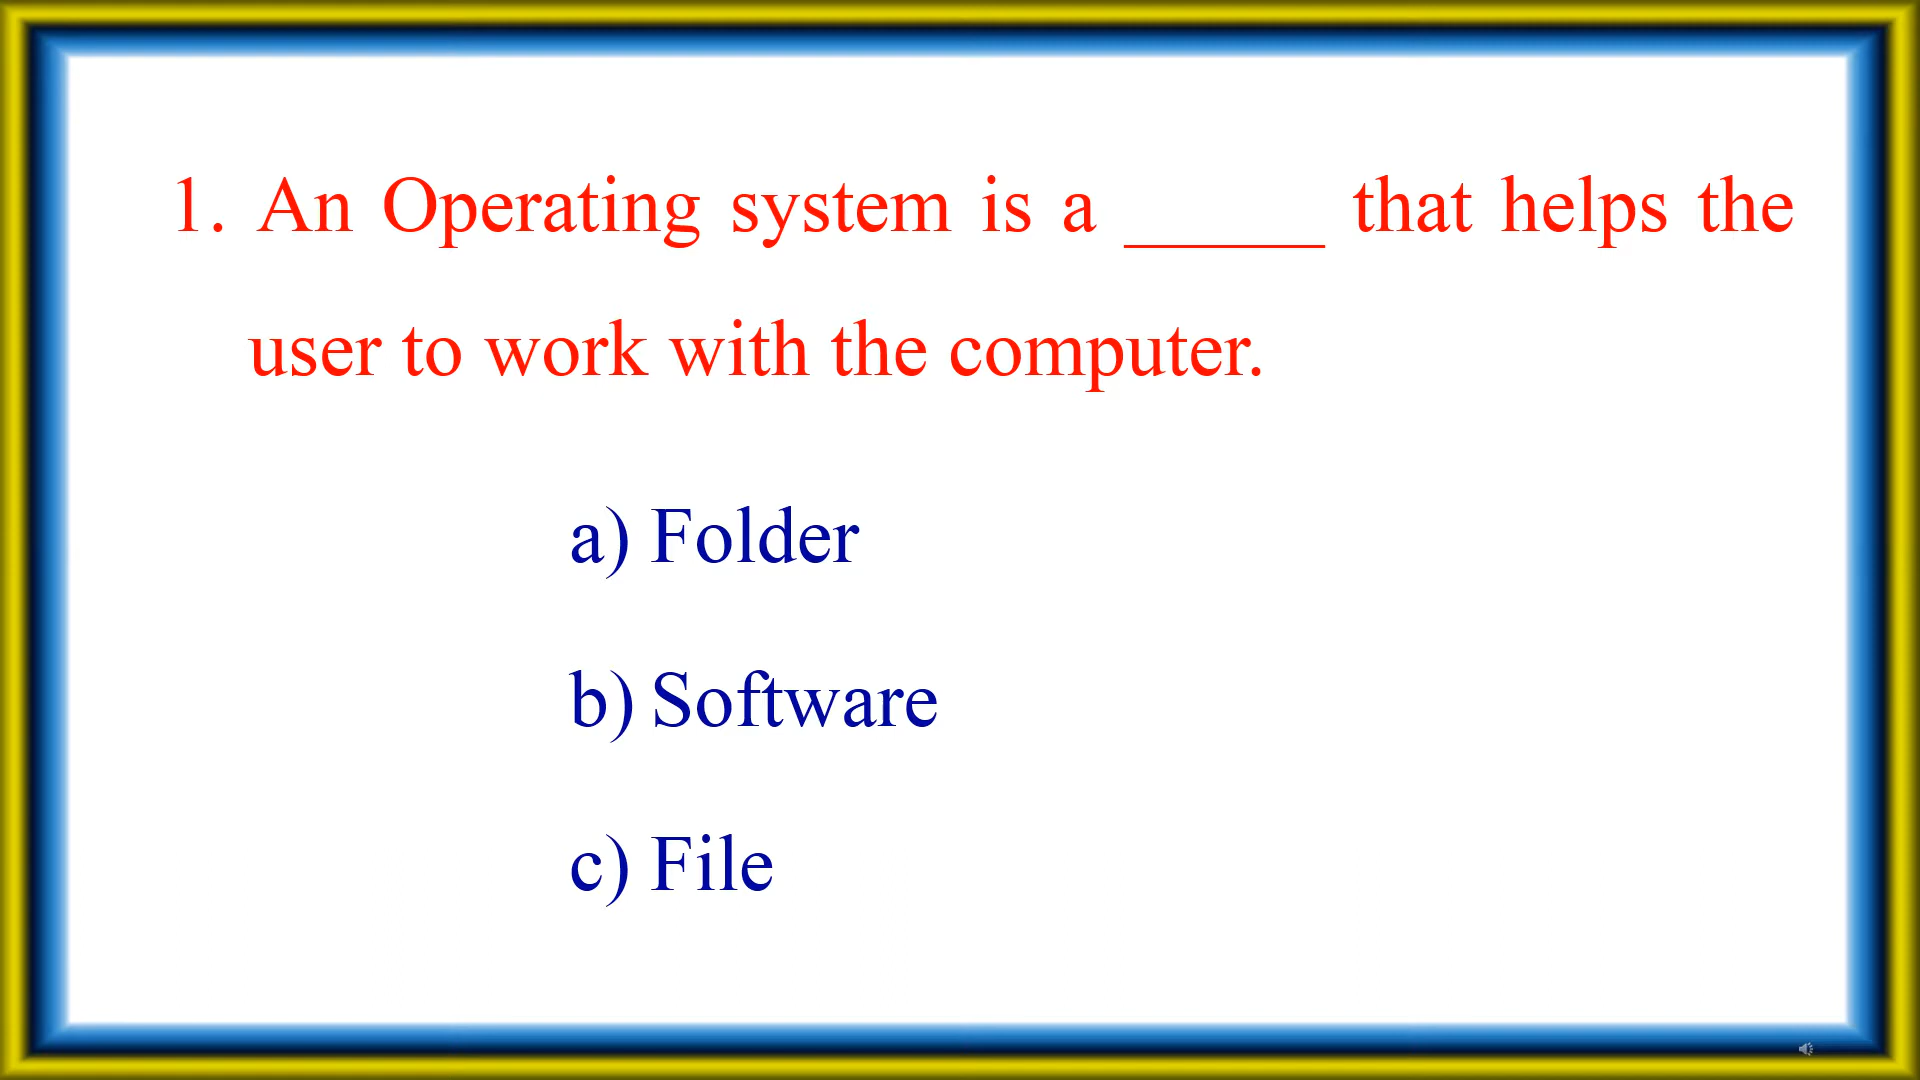 1. An Operating system is a _____ that helps the
user to work with the computer.
a) Folder
b) Software
c) File